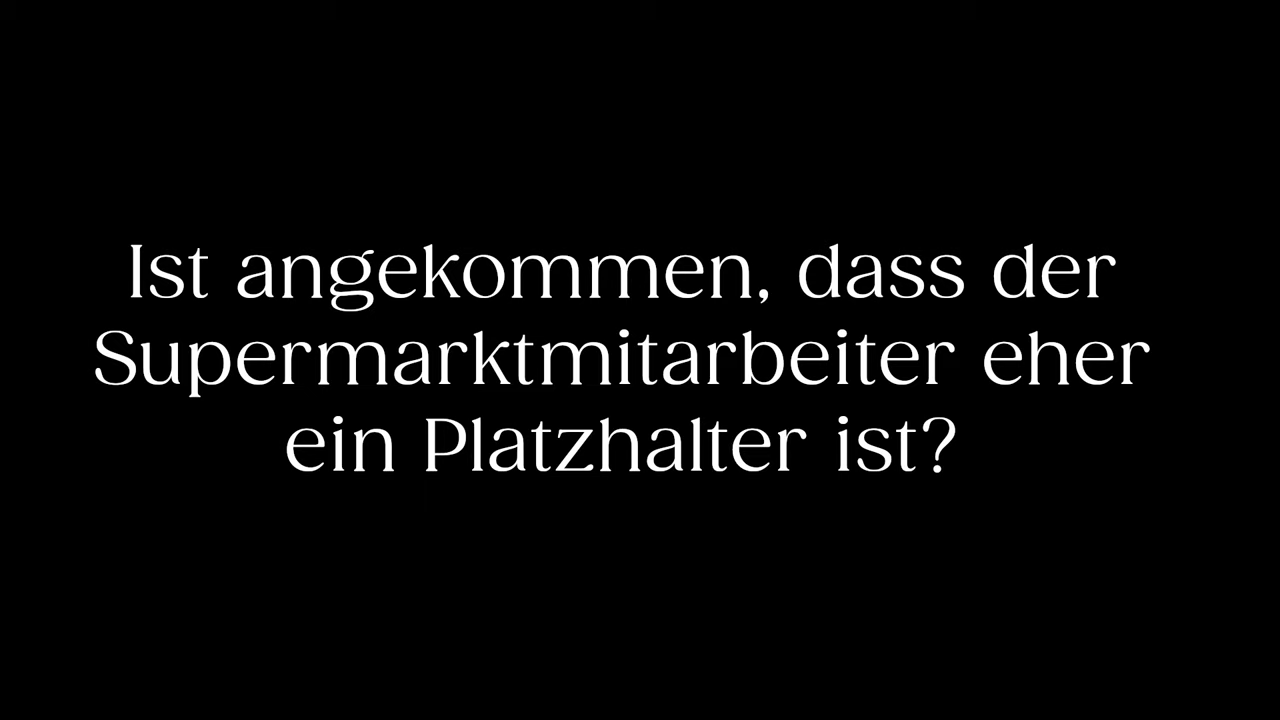 Ist angekommen, dass der
Supermarktmitarbeiter eher
ein Platzhalter ist?